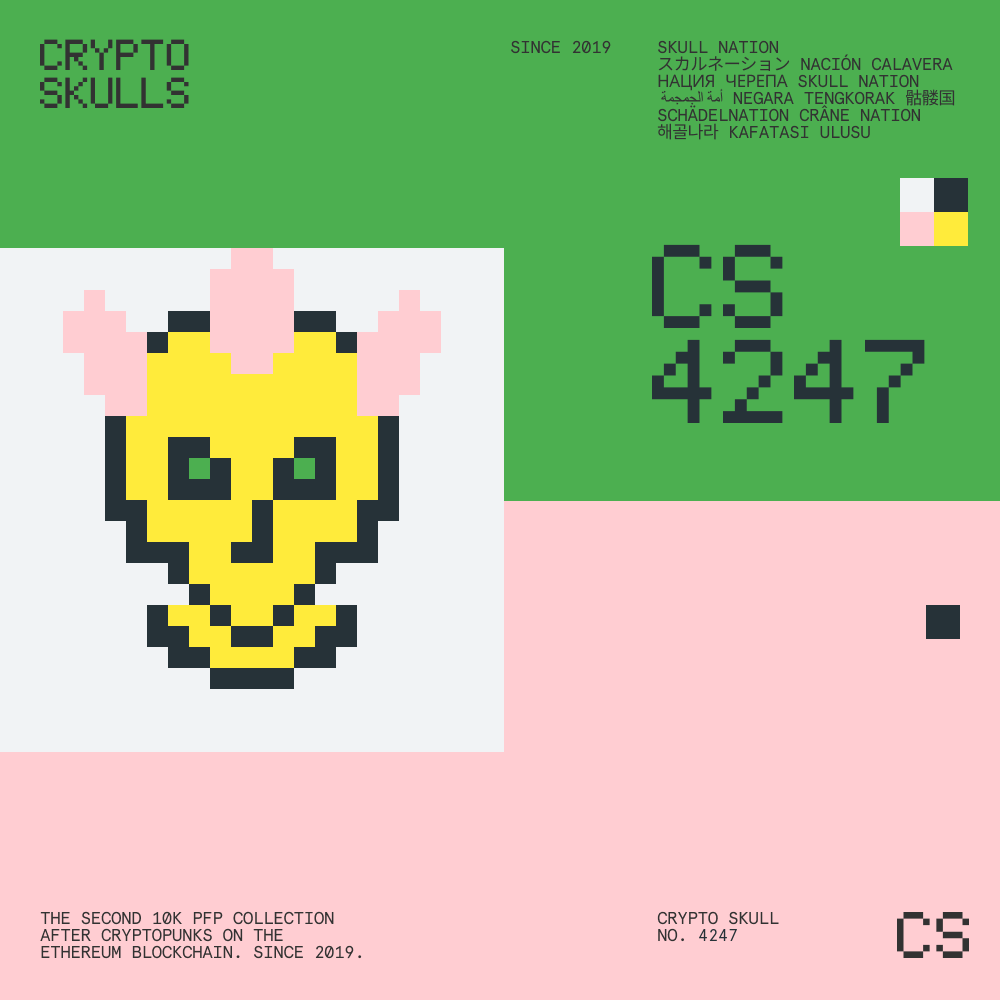 CRYPTO
SKULLS
SINCE 2019
SKULL NATION
スカルネーション NACIÓN CALAVERA
НАЦИЯ ЧЕРЕПА SKULL NATION
أمة الجمجمة NEGARA TENGKORAK 骷髅国
SCHÄDELNATION CRÂNE NATION
해골나라 KAFATASI ULUSU
CS
4247
THE SECOND 10K PFP COLLECTION
AFTER CRYPTOPUNKS ON THE
ETHEREUM BLOCKCHAIN. SINCE 2019.
CRYPTO SKULL
NO. 4247
CS